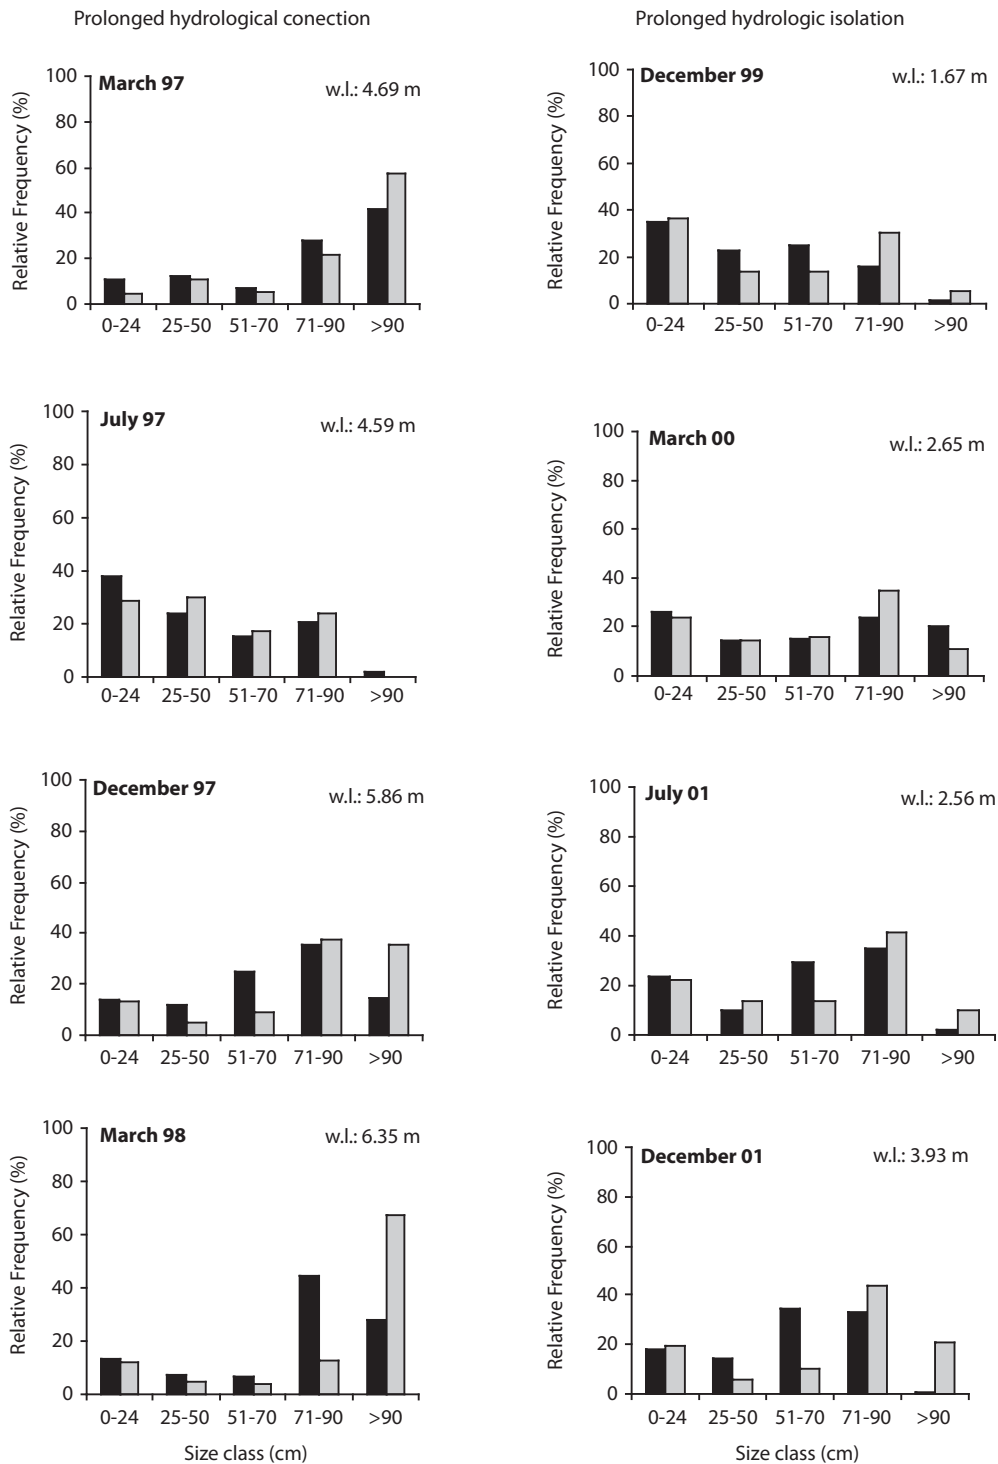 Prolonged hydrological conection
March 97
w.l.: 4.69 m
Relative Frequency (%)
100
80
60
40
20
0
0-24 25-50 51-70 71-90 >90
July 97
w.l.: 4.59 m
Relative Frequency (%)
100
80
60
40
20
0
0-24 25-50 51-70 71-90 >90
December 97
w.l.: 5.86 m
Relative Frequency (%)
100
80
60
40
20
0
0-24 25-50 51-70 71-90 >90
March 98
w.l.: 6.35 m
Relative Frequency (%)
100
80
60
40
20
0
0-24 25-50 51-70 71-90 >90
Size class (cm)
Prolonged hydrologic isolation
December 99
w.l.: 1.67 m
Relative Frequency (%)
100
80
60
40
20
0
0-24 25-50 51-70 71-90 >90
March 00
w.l.: 2.65 m
Relative Frequency (%)
100
80
60
40
20
0
0-24 25-50 51-70 71-90 >90
July 01
w.l.: 2.56 m
Relative Frequency (%)
100
80
60
40
20
0
0-24 25-50 51-70 71-90 >90
December 01
w.l.: 3.93 m
Relative Frequency (%)
100
80
60
40
20
0
0-24 25-50 51-70 71-90 >90
Size class (cm)